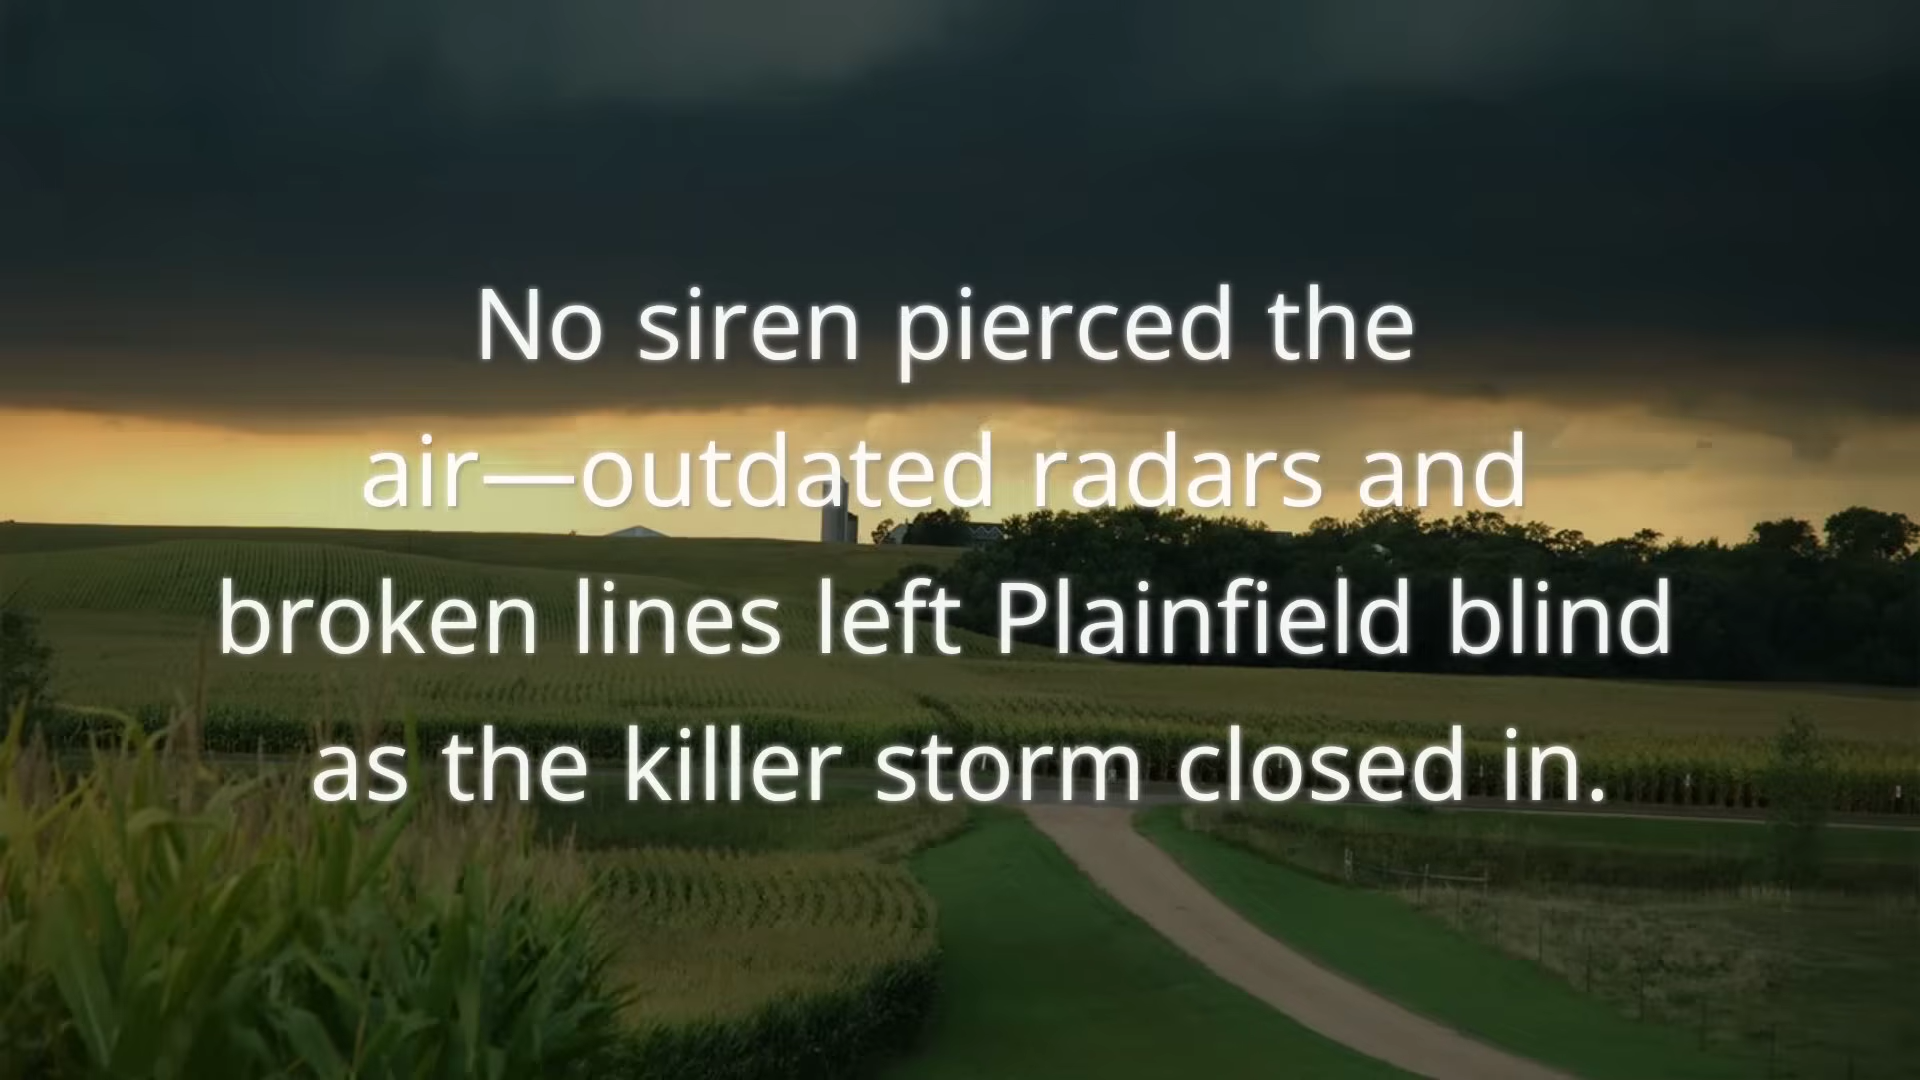 No siren pierced the
air—outdated radars and
broken lines left Plainfield blind
as the killer storm closed in.